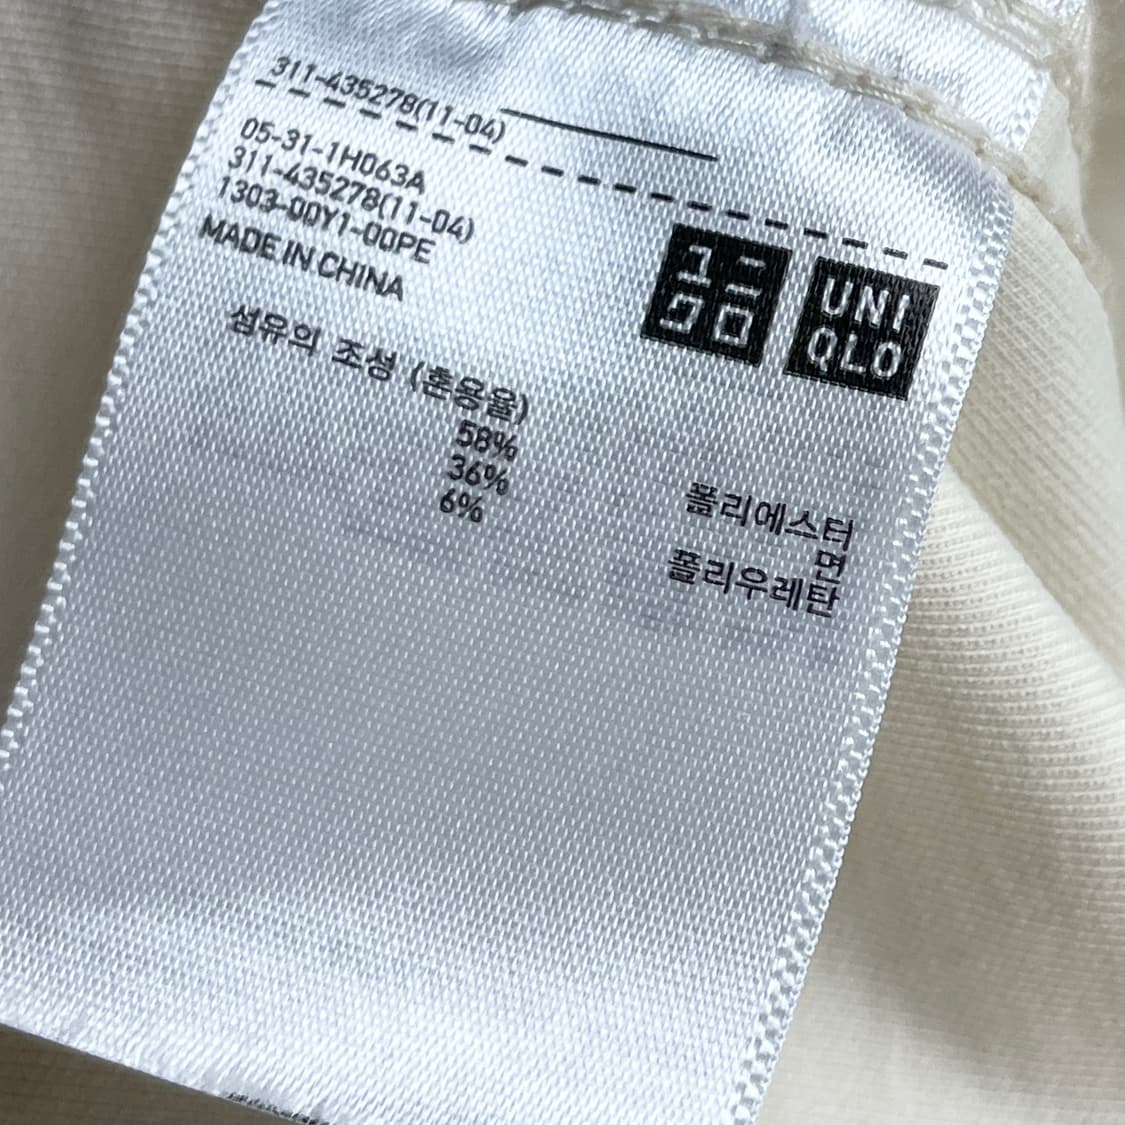 311-435278(11-04)
05-31-1H063A
311-435278(11-04)
1303-00Y1-00PE
MADE IN CHINA
ユニ
クロ
UNI
QLO
섬유의 조성 (혼용율)
58% 폴리에스터
36% 면
6% 폴리우레탄